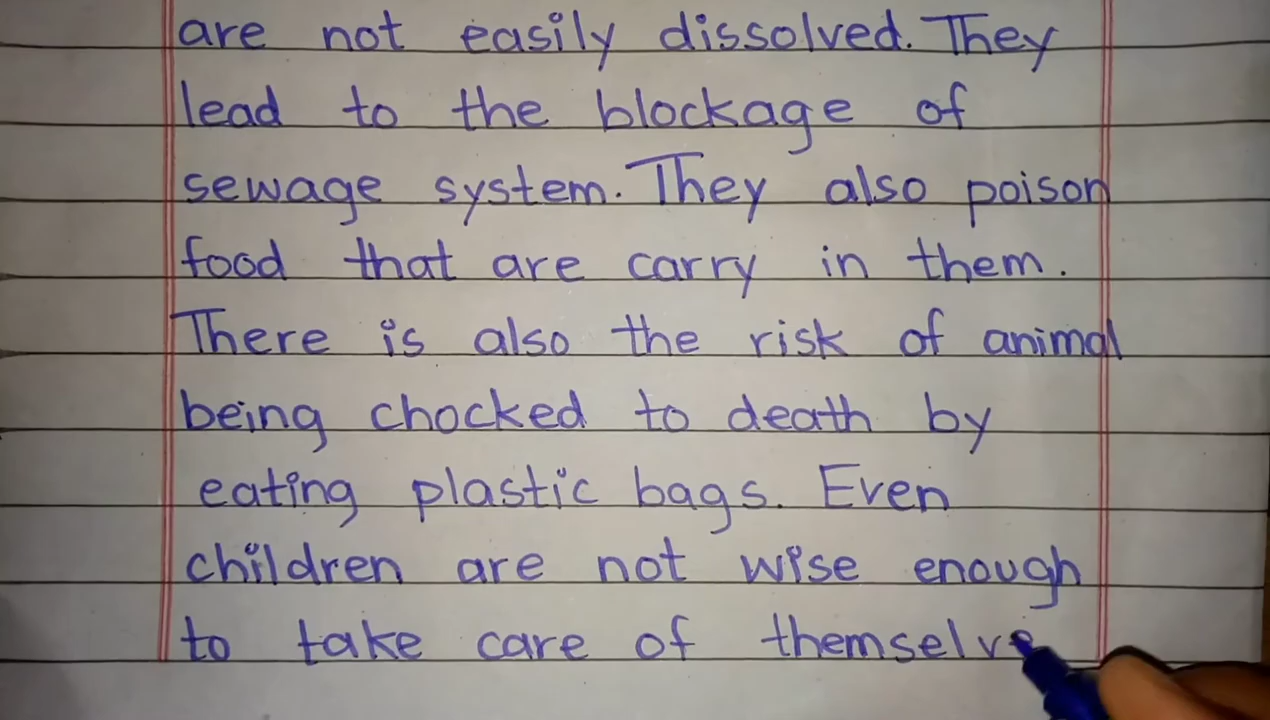 are not easily dissolved. They
lead to the blockage of
sewage system. They also poison
food that are carry in them.
There is also the risk of animal
being chocked to death by
eating plastic bags. Even
children are not wise enough
to take care of themselve